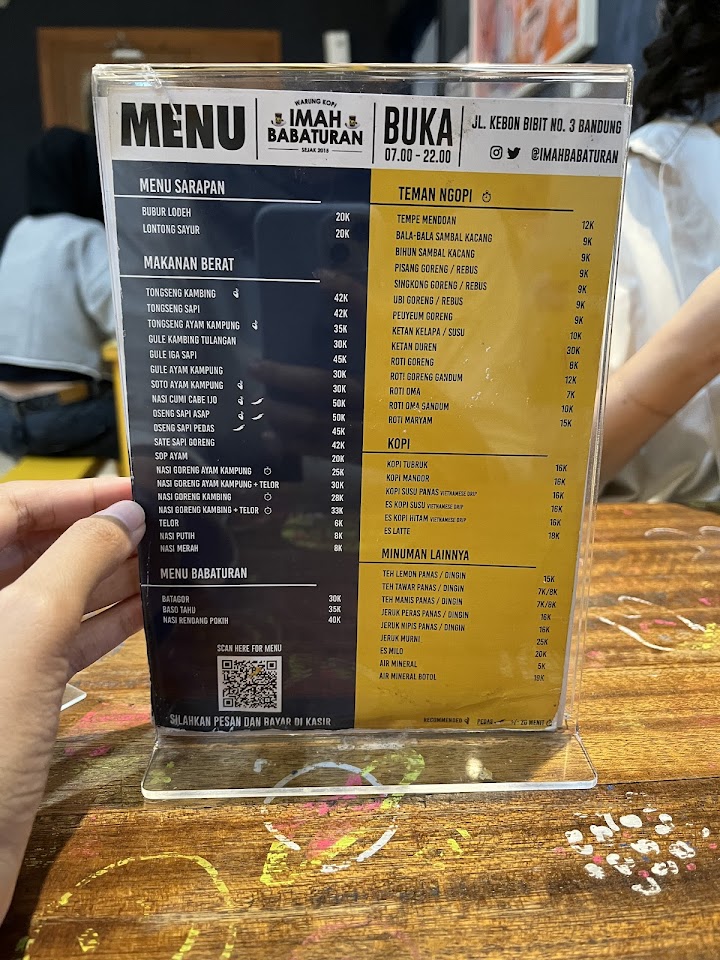 MENU
WARUNG KOPI
IMAH
BABATURAN
SEJAK 2015
BUKA
07.00 - 22.00
JL. KEBON BIBIT NO. 3 BANDUNG
@IMAHBABATURAN
MENU SARAPAN
BUBUR LODEH 20K
LONTONG SAYUR 20K
MAKANAN BERAT
TONGSENG KAMBING 42K
TONGSENG SAPI 42K
TONGSENG AYAM KAMPUNG 35K
GULE KAMBING TULANGAN 30K
GULE IGA SAPI 45K
GULE AYAM KAMPUNG 30K
SOTO AYAM KAMPUNG 30K
NASI CUMI CABE IJO 50K
OSENG SAPI ASAP 50K
OSENG SAPI PEDAS 45K
SATE SAPI GORENG 42K
SOP AYAM 20K
NASI GORENG AYAM KAMPUNG 25K
NASI GORENG AYAM KAMPUNG + TELOR 30K
NASI GORENG KAMBING 28K
NASI GORENG KAMBING + TELOR 33K
TELOR 6K
NASI PUTIH 8K
NASI MERAH 8K
MENU BABATURAN
BATAGOR 30K
BASO TAHU 35K
NASI RENDANG POKIH 40K
SCAN HERE FOR MENU
SILAHKAN PESAN DAN BAYAR DI KASIR
TEMAN NGOPI
TEMPE MENDOAN 12K
BALA-BALA SAMBAL KACANG 9K
BIHUN SAMBAL KACANG 9K
PISANG GORENG / REBUS 9K
SINGKONG GORENG / REBUS 9K
UBI GORENG / REBUS 9K
PEUYEUM GORENG 9K
KETAN KELAPA / SUSU 10K
KETAN DUREN 30K
ROTI GORENG 8K
ROTI GORENG GANDUM 12K
ROTI OMA 7K
ROTI OMA GANDUM 10K
ROTI MARYAM 15K
KOPI
KOPI TUBRUK 16K
KOPI MANDOR 16K
KOPI SUSU PANAS VIETNAMESE DRIP 16K
ES KOPI SUSU VIETNAMESE DRIP 16K
ES KOPI HITAM VIETNAMESE DRIP 16K
ES LATTE 18K
MINUMAN LAINNYA
TEH LEMON PANAS / DINGIN 15K
TEH TAWAR PANAS / DINGIN 7K/8K
TEH MANIS PANAS / DINGIN 7K/8K
JERUK PERAS PANAS / DINGIN 16K
JERUK NIPIS PANAS / DINGIN 16K
JERUK MURNI 25K
ES MILO 20K
AIR MINERAL 5K
AIR MINERAL BOTOL 19K
RECOMMENDED PEDAS MENIT